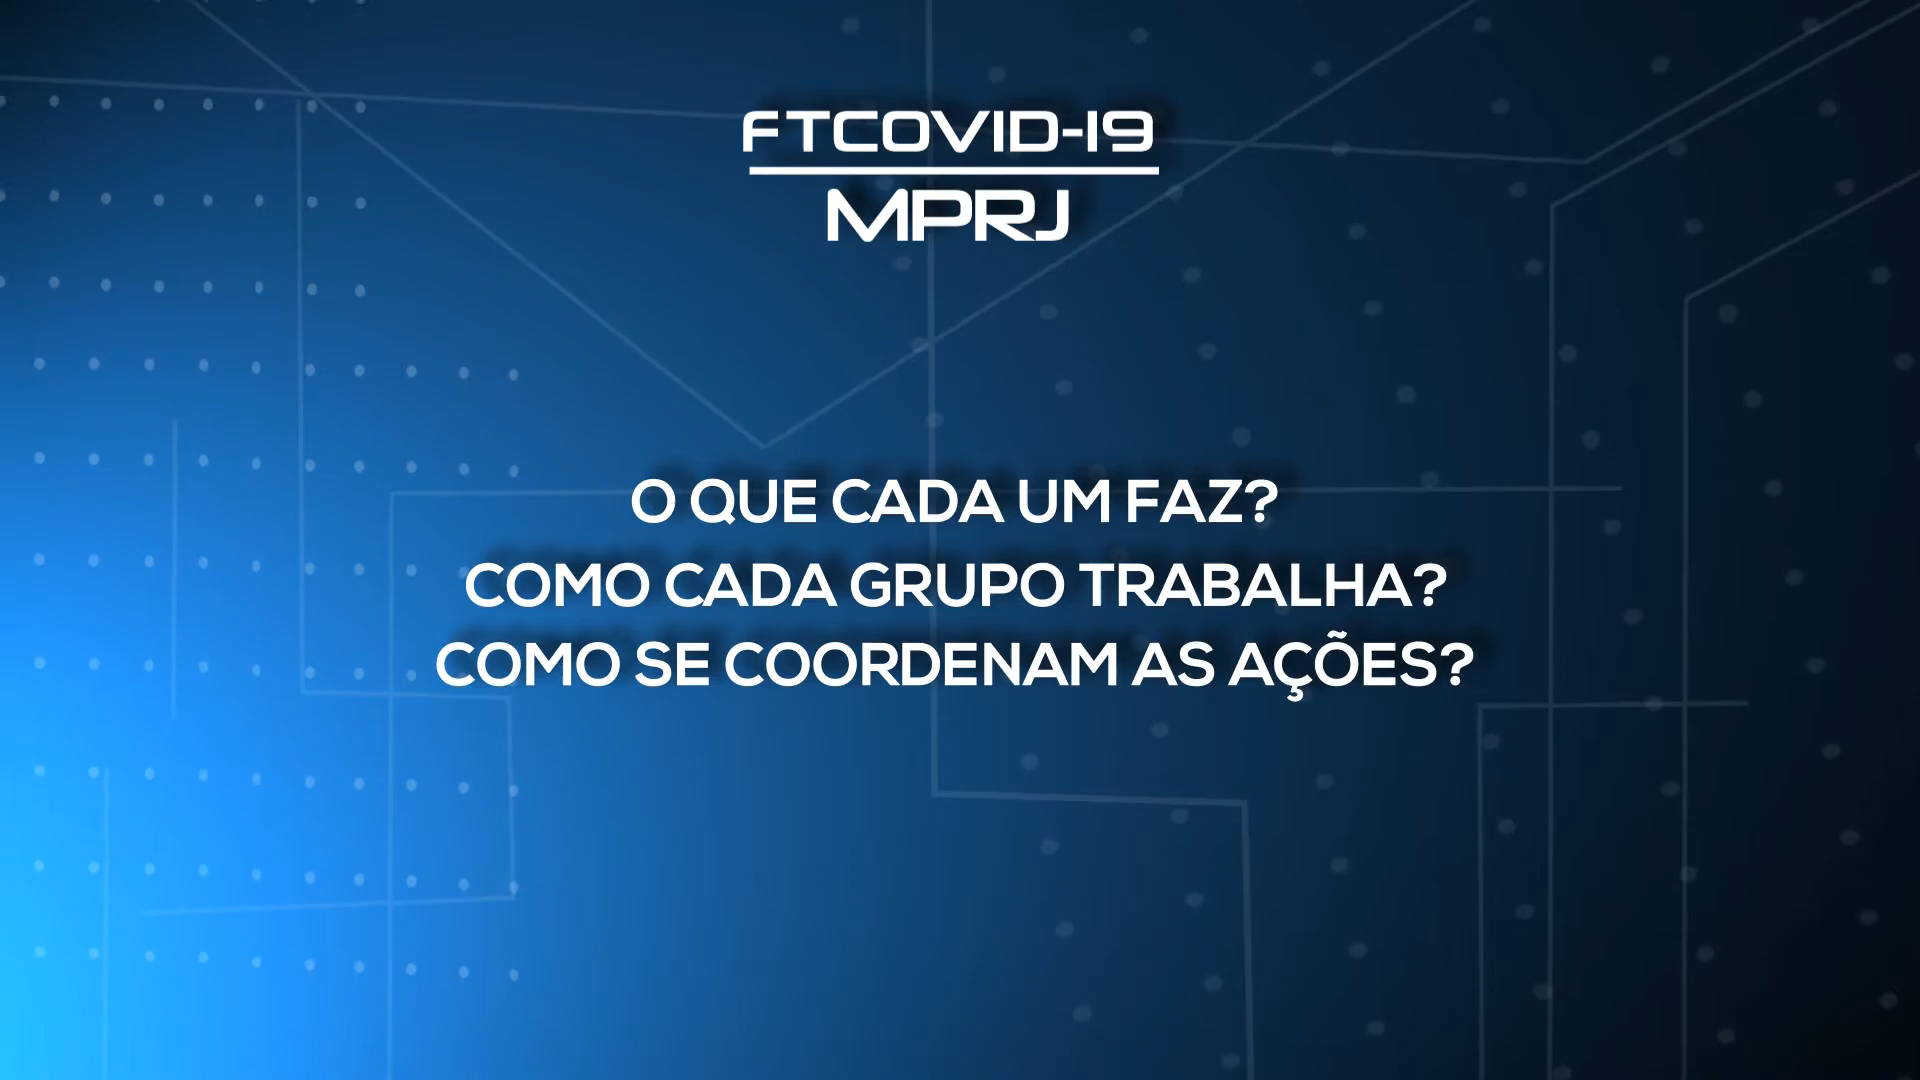 FTCOVID-19
MPRJ
O QUE CADA UM FAZ?
COMO CADA GRUPO TRABALHA?
COMO SE COORDENAM AS AÇÕES?